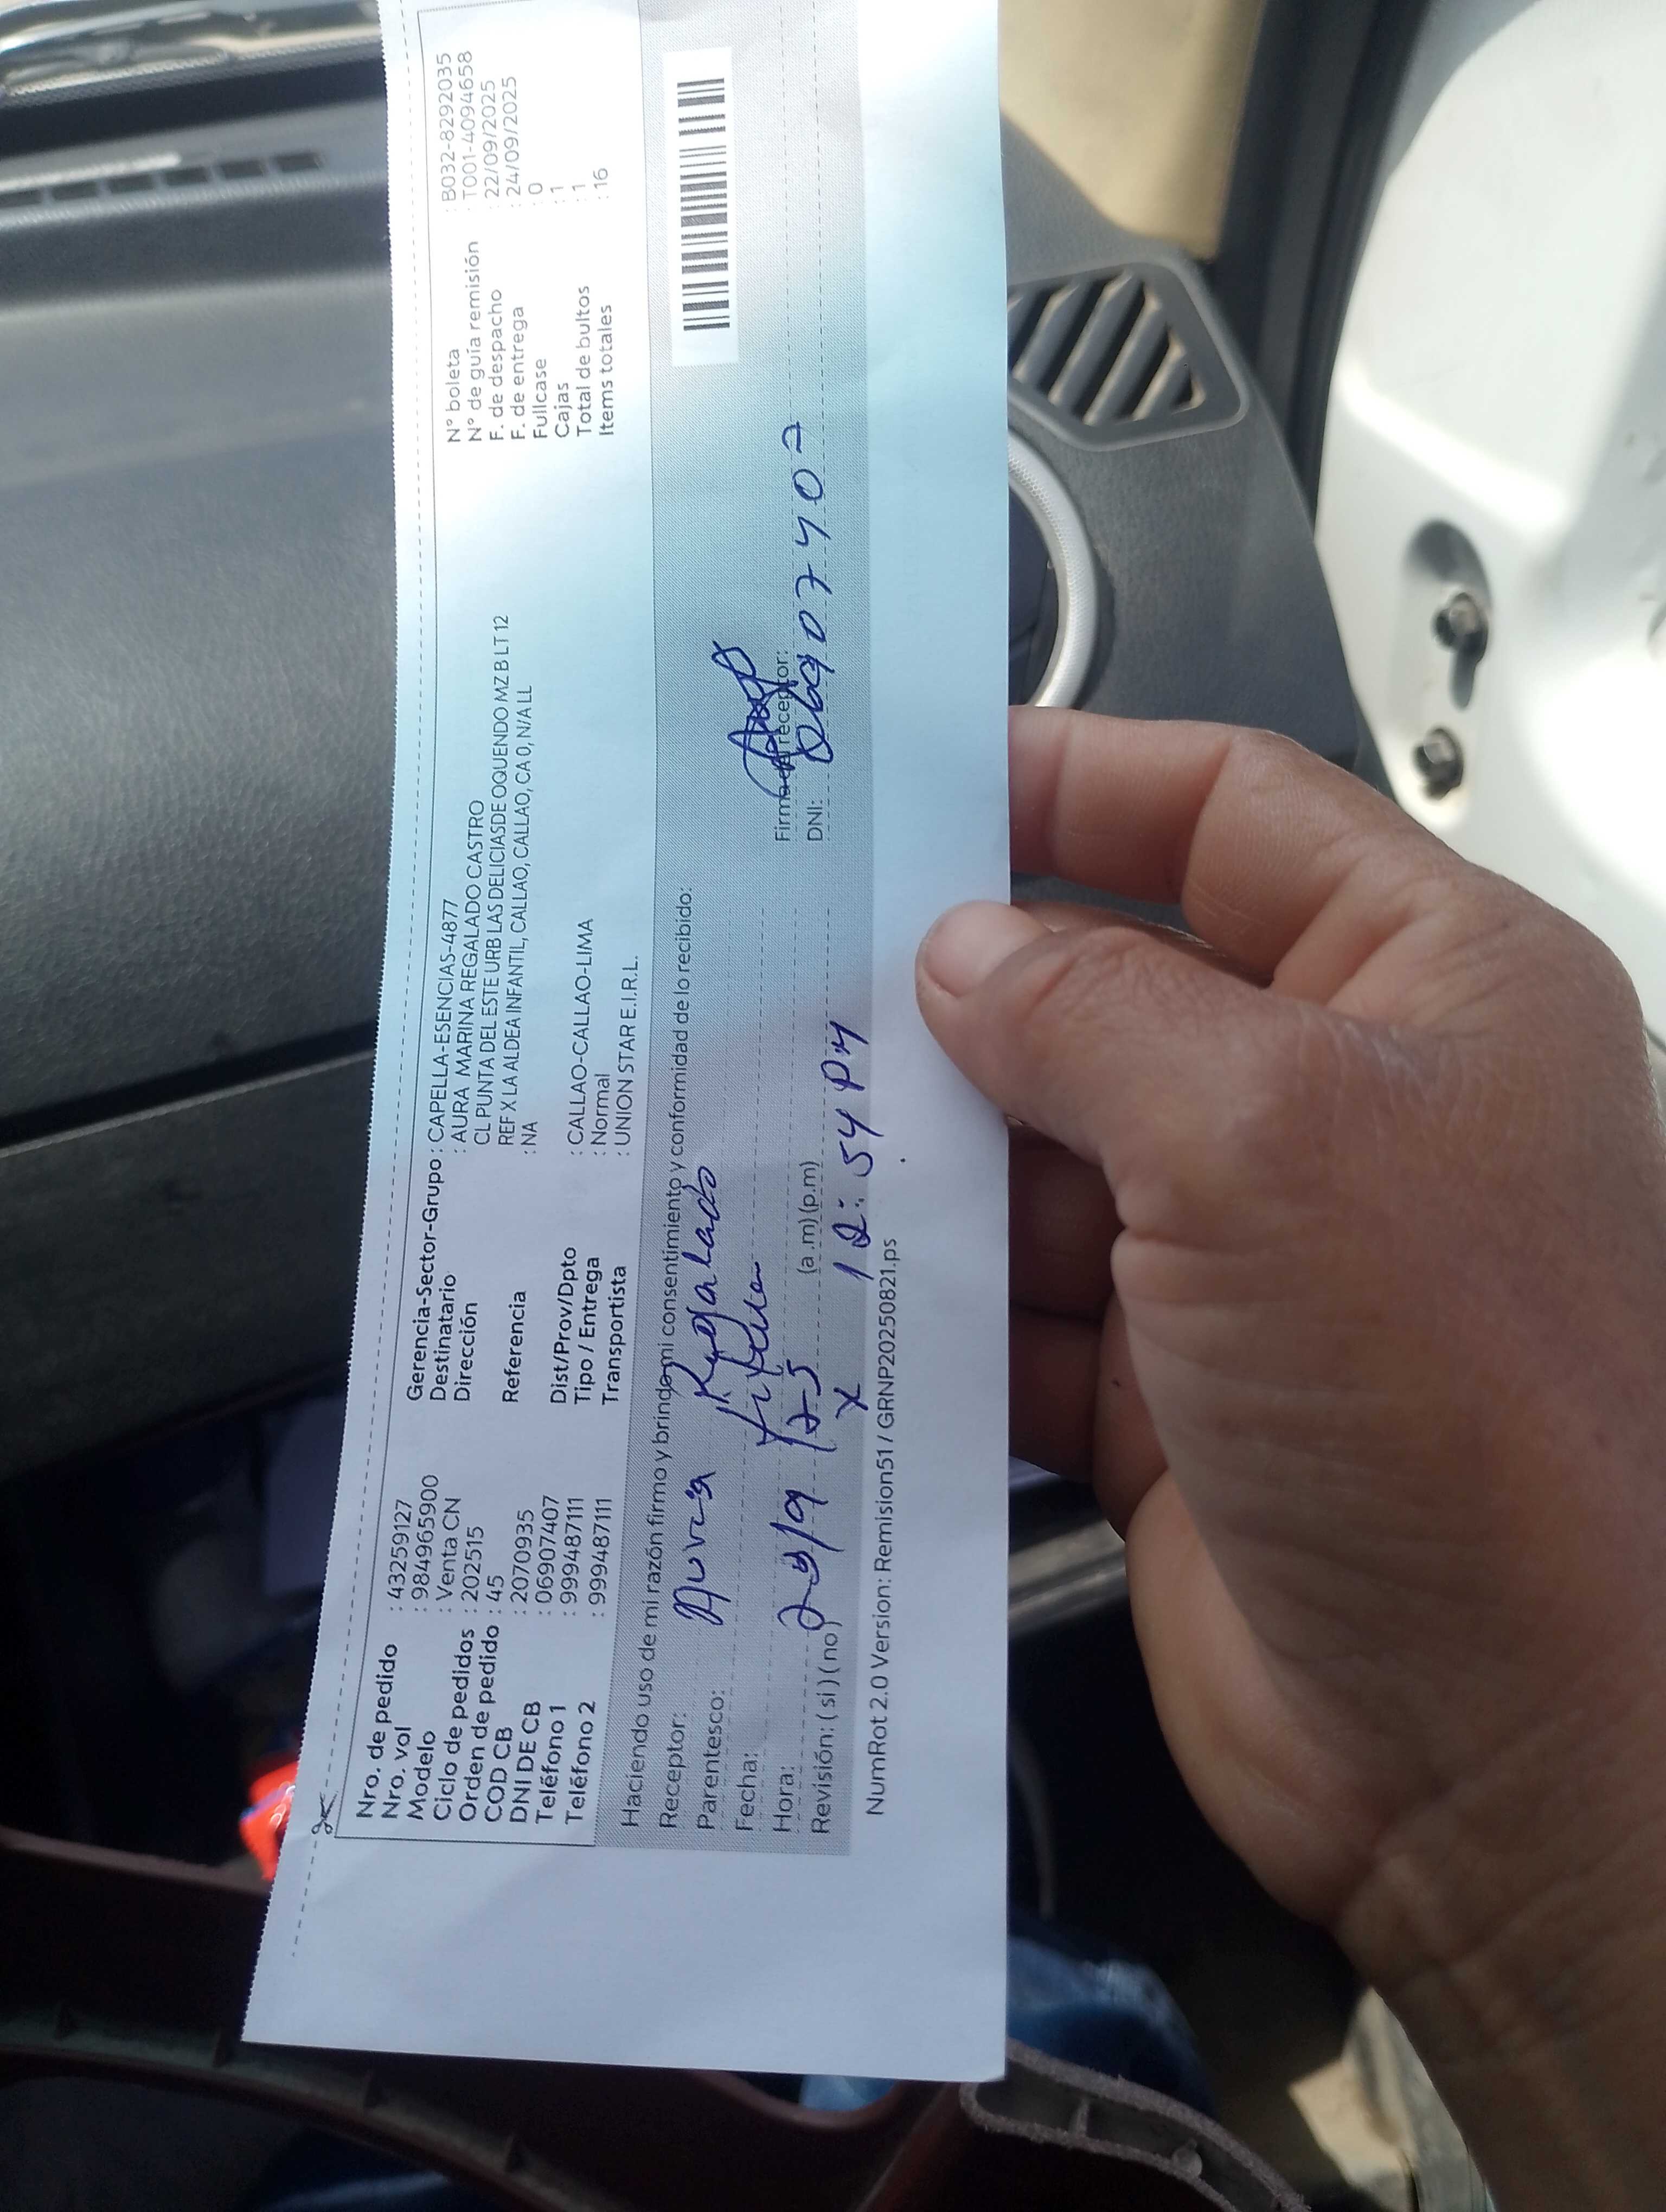 Nro. de pedido : 43259127
Nro. vol : 984965900
Modelo : Venta CN
Ciclo de pedidos : 202515
Orden de pedido : 45
COD CB : 2070935
DNI DE CB : 06907407
Teléfono 1 : 999487111
Teléfono 2 : 999487111
Gerencia-Sector-Grupo : CAPELLA-ESENCIAS-4877
Destinatario : AURA MARINA REGALADO CASTRO
Dirección CL PUNTA DEL ESTE URB LAS DELICIASDE OQUENDO MZ B LT 12
REF X LA ALDEA INFANTIL, CALLAO, CALLAO, CA 0, N/A LL
Referencia : NA
Dist/Prov/Dpto : CALLAO-CALLAO-LIMA
Tipo / Entrega : Normal
Transportista : UNION STAR E.I.R.L.
N° boleta : B032-8292035
N° de guía remisión : T001-4094658
F. de despacho : 22/09/2025
F. de entrega : 24/09/2025
Fullcase : 0
Cajas : 1
Total de bultos : 1
Items totales : 16
Haciendo uso de mi razón firmo y brindo mi consentimiento y conformidad de lo recibido:
Receptor: Regalado
Parentesco:
Fecha: /9 /25
Hora: (a.m) (p.m)
Revisión: ( si ) ( no ) X 12:54 PM
Firma receptor:
DNI: 06907407
NumRot 2.0 Version: Remision51 / GRNP20250821.ps